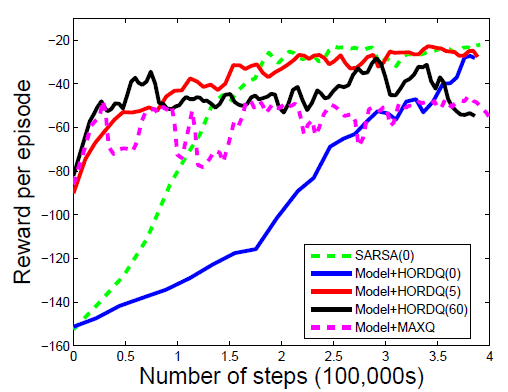 Reward per episode
−20
−40
−60
−80
−100
−120
−140
−160
0
0.5
1
1.5
2
2.5
3
3.5
4
Number of steps (100,000s)
SARSA(0)
Model+HORDQ(0)
Model+HORDQ(5)
Model+HORDQ(60)
Model+MAXQ